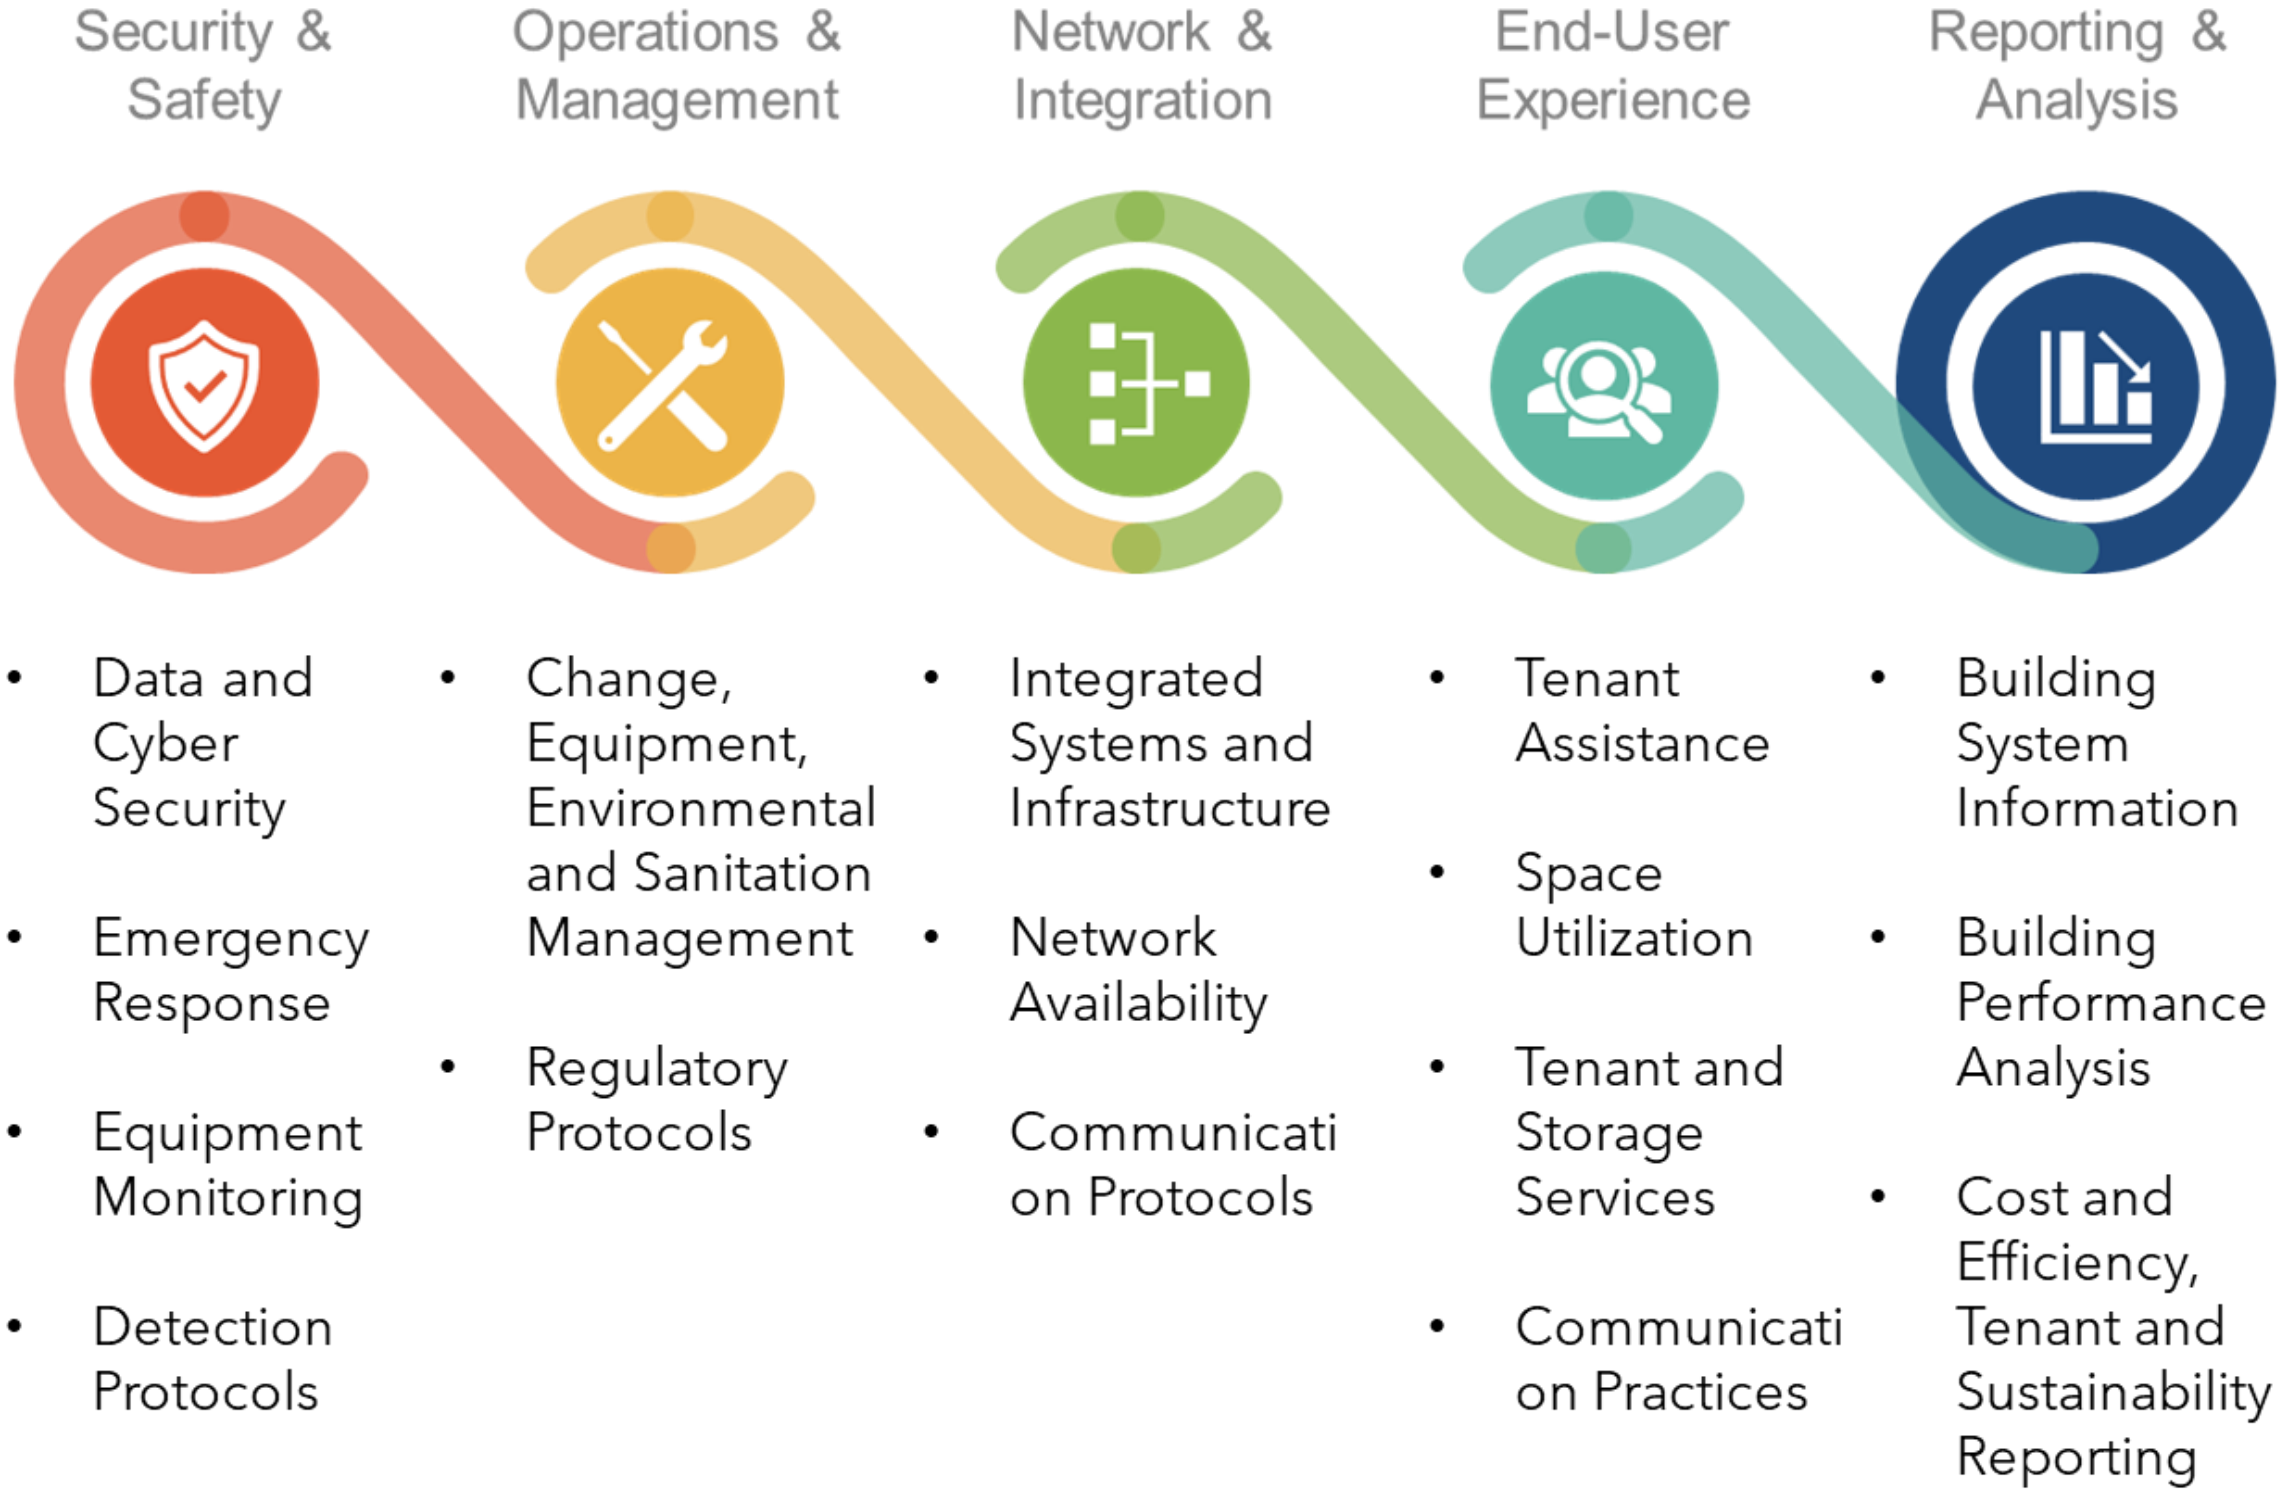 Security &
Safety
Operations &
Management
Network &
Integration
End-User
Experience
Reporting &
Analysis
• Data and
Cyber
Security
• Emergency
Response
• Equipment
Monitoring
• Detection
Protocols
• Change,
Equipment,
Environmental
and Sanitation
Management
• Regulatory
Protocols
• Integrated
Systems and
Infrastructure
• Network
Availability
• Communicati
on Protocols
• Tenant
Assistance
• Space
Utilization
• Tenant and
Storage
Services
• Communicati
on Practices
• Building
System
Information
• Building
Performance
Analysis
• Cost and
Efficiency,
Tenant and
Sustainability
Reporting